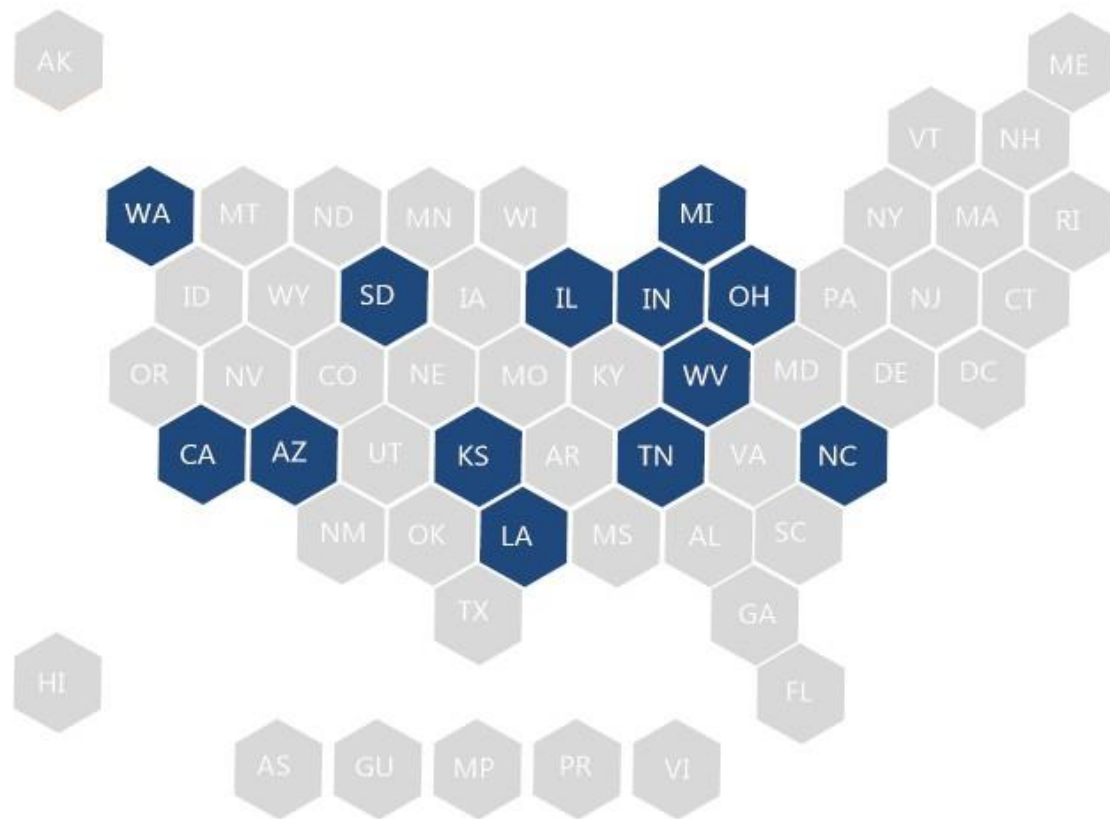 AK ME
VT NH
WA MT ND MN WI MI NY MA RI
ID WY SD IA IL IN OH PA NJ CT
OR NV CO NE MO KY WV MD DE DC
CA AZ UT KS AR TN VA NC
NM OK LA MS AL SC
TX GA
HI FL
AS GU MP PR VI